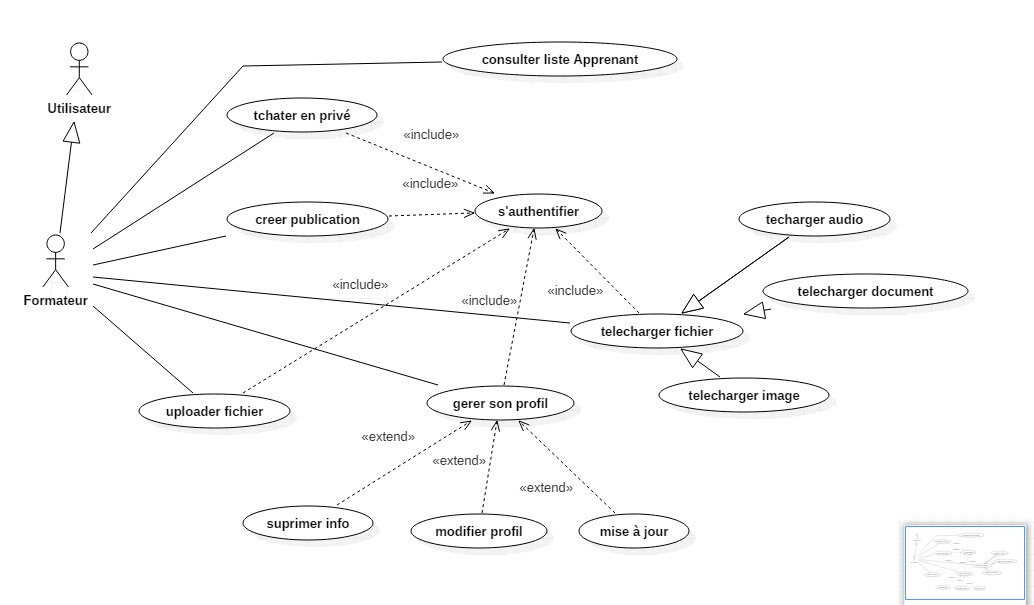 consulter liste Apprenant
Utilisateur
tchater en privé
«include»
«include»
creer publication
s'authentifier
techarger audio
Formateur
«include»
«include»
«include»
telecharger document
telecharger fichier
telecharger image
uploader fichier
gerer son profil
«extend»
«extend»
«extend»
suprimer info
modifier profil
mise à jour